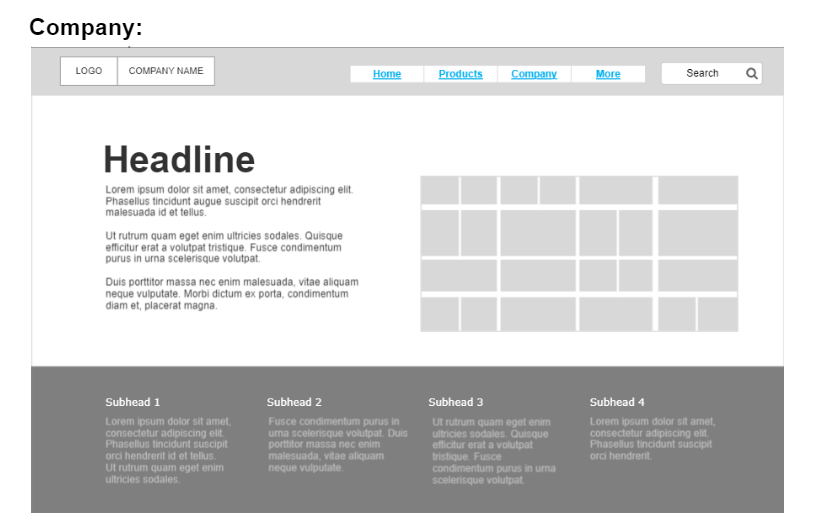 Company:
LOGO
COMPANY NAME
Home
Products
Company
More
Search
Headline
Lorem ipsum dolor sit amet, consectetur adipiscing elit.
Phasellus tincidunt augue suscipit orci hendrerit
malesuada id et tellus.
Ut rutrum quam eget enim ultricies sodales. Quisque
efficitur erat a volutpat tristique. Fusce condimentum
purus in urna scelerisque volutpat.
Duis porttitor massa nec enim malesuada, vitae aliquam
neque vulputate. Morbi dictum ex porta, condimentum
diam et, placerat magna.
Subhead 1
Lorem ipsum dolor sit amet,
consectetur adipiscing elit.
Phasellus tincidunt suscipit
orci hendrerit id et tellus.
Ut rutrum quam eget enim
ultricies sodales.
Subhead 2
Fusce condimentum purus in
urna scelerisque volutpat. Duis
porttitor massa nec enim
malesuada, vitae aliquam
neque vulputate.
Subhead 3
Ut rutrum quam eget enim
ultricies sodales. Quisque
efficitur erat a volutpat
tristique. Fusce
condimentum purus in urna
scelerisque volutpat.
Subhead 4
Lorem ipsum dolor sit amet,
consectetur adipiscing elit.
Phasellus tincidunt suscipit
orci hendrerit.